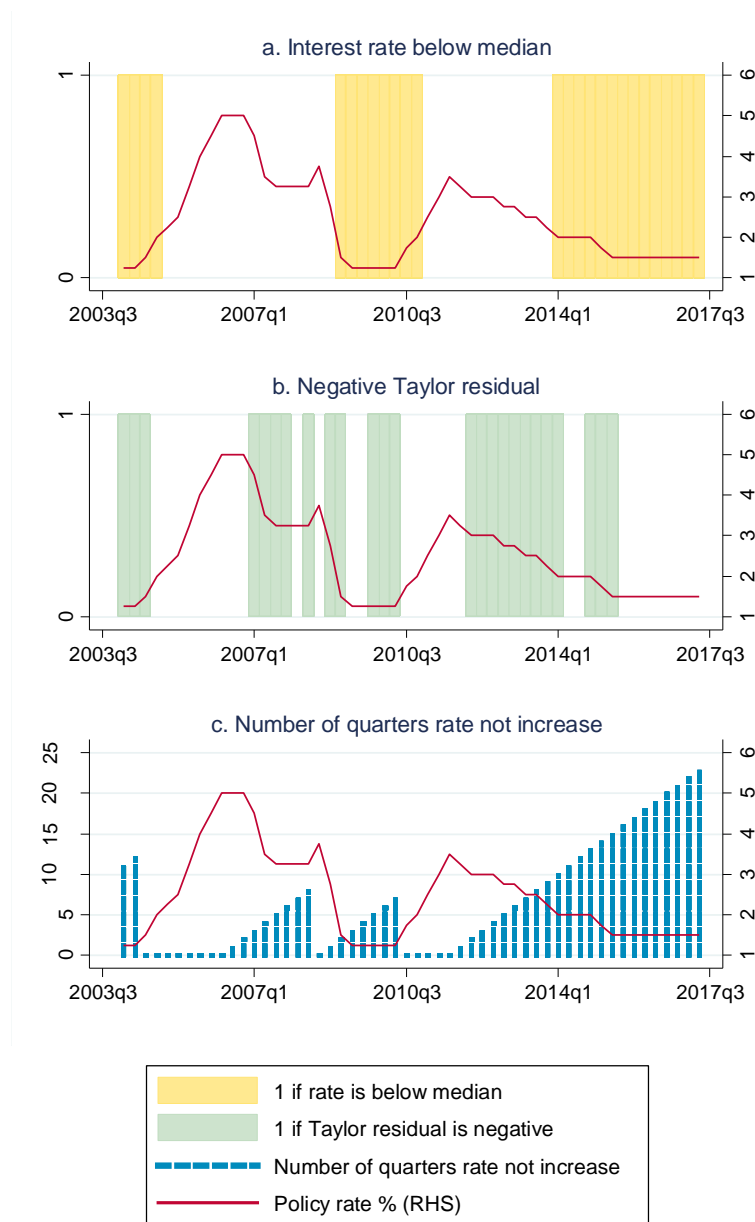 a. Interest rate below median
1
0
6
5
4
3
2
1
2003q3 2007q1 2010q3 2014q1 2017q3
b. Negative Taylor residual
1
0
6
5
4
3
2
1
2003q3 2007q1 2010q3 2014q1 2017q3
c. Number of quarters rate not increase
25
20
15
10
5
0
6
5
4
3
2
1
2003q3 2007q1 2010q3 2014q1 2017q3
1 if rate is below median
1 if Taylor residual is negative
Number of quarters rate not increase
Policy rate % (RHS)